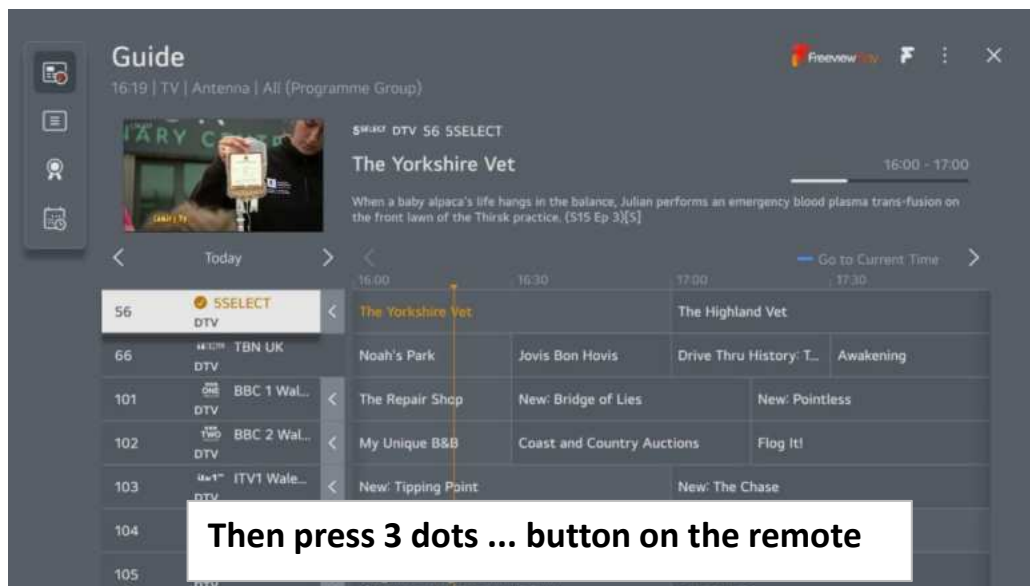 Guide
Freeview Play
16:19 | TV | Antenna | All (Programme Group)
5SELECT DTV 56 5SELECT
The Yorkshire Vet
16:00 - 17:00
When a baby alpaca's life hangs in the balance, Julian performs an emergency blood plasma trans-fusion on
the front lawn of the Thirsk practice. (S15 Ep 3)[S]
Today
Go to Current Time
16:00 16:30 17:00 17:30
56 5SELECT
DTV
The Yorkshire Vet
The Highland Vet
66 TBN UK
DTV
Noah's Park
Jovis Bon Hovis
Drive Thru History: T...
Awakening
101 BBC 1 Wal...
DTV
The Repair Shop
New: Bridge of Lies
New: Pointless
102 BBC 2 Wal...
DTV
My Unique B&B
Coast and Country Auctions
Flog It!
103 ITV1 Wale...
DTV
New: Tipping Point
New: The Chase
104
105
Then press 3 dots ... button on the remote